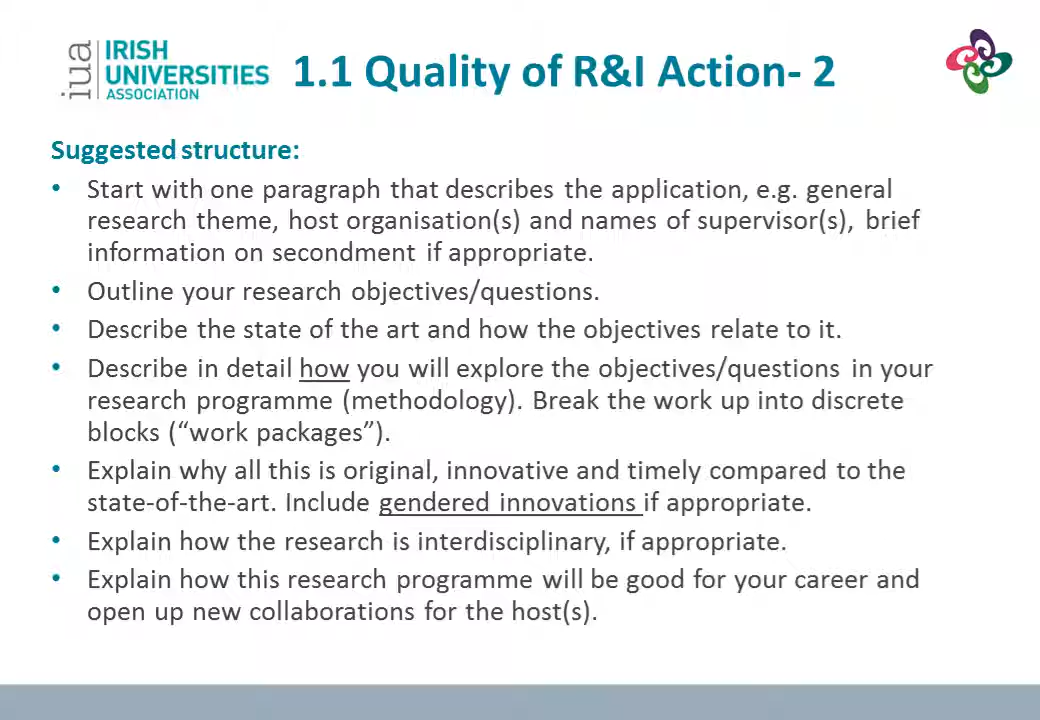 iua
IRISH
UNIVERSITIES
ASSOCIATION
1.1 Quality of R&I Action- 2
Suggested structure:
• Start with one paragraph that describes the application, e.g. general
research theme, host organisation(s) and names of supervisor(s), brief
information on secondment if appropriate.
• Outline your research objectives/questions.
• Describe the state of the art and how the objectives relate to it.
• Describe in detail how you will explore the objectives/questions in your
research programme (methodology). Break the work up into discrete
blocks (“work packages”).
• Explain why all this is original, innovative and timely compared to the
state-of-the-art. Include gendered innovations if appropriate.
• Explain how the research is interdisciplinary, if appropriate.
• Explain how this research programme will be good for your career and
open up new collaborations for the host(s).